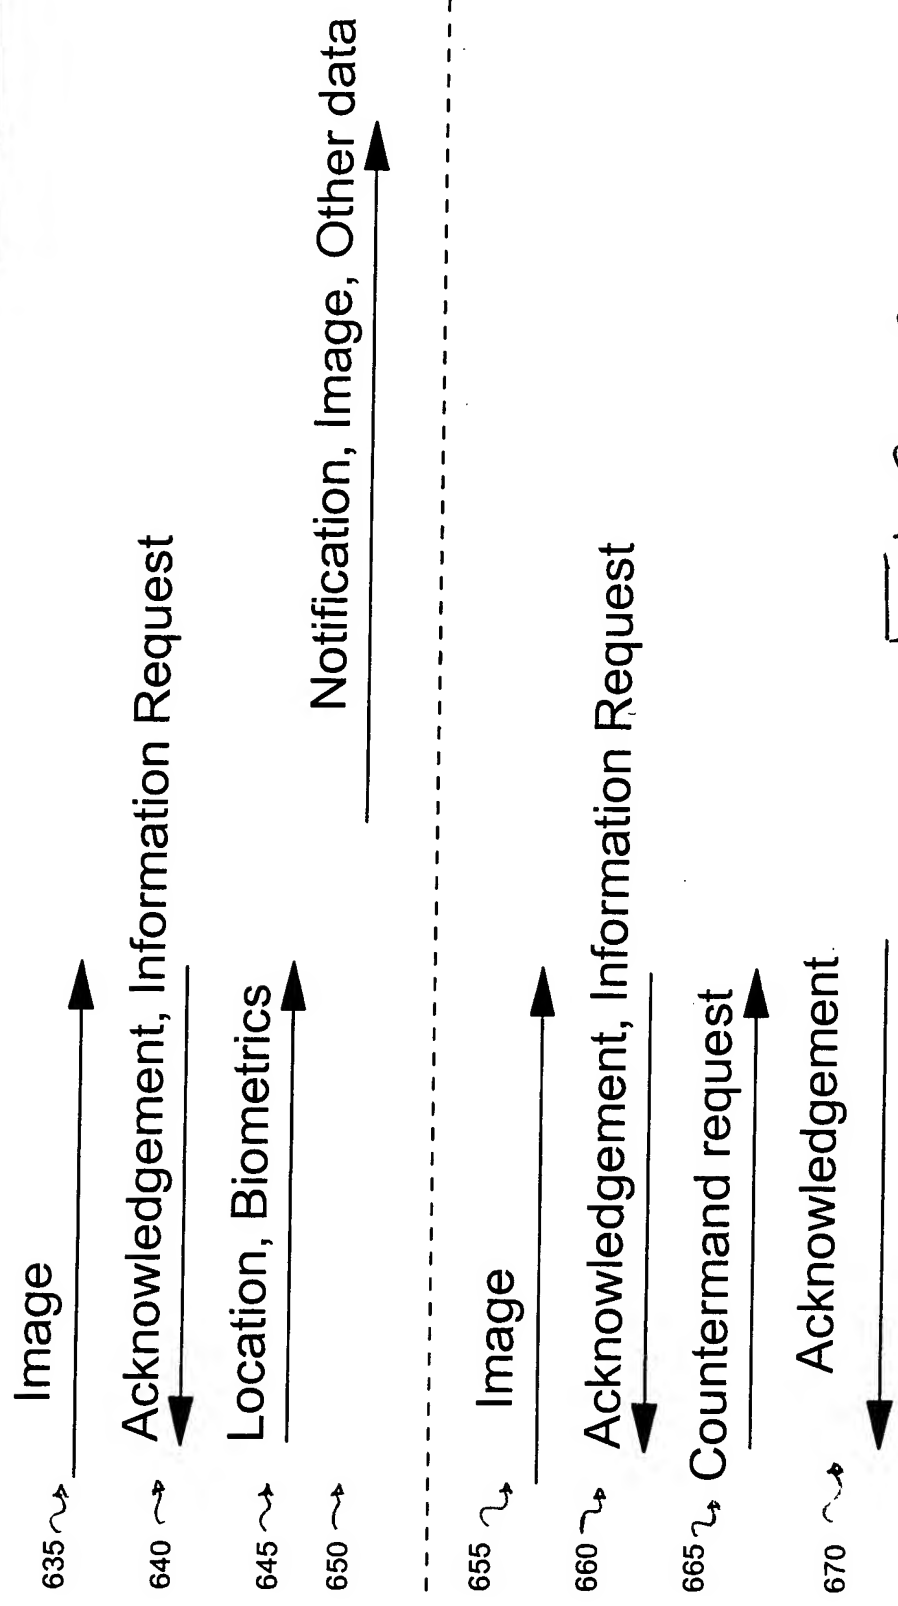 635 Image
640 Acknowledgement, Information Request
645 Location, Biometrics
650 Notification, Image, Other data
655 Image
660 Acknowledgement, Information Request
665 Countermand request
670 Acknowledgement